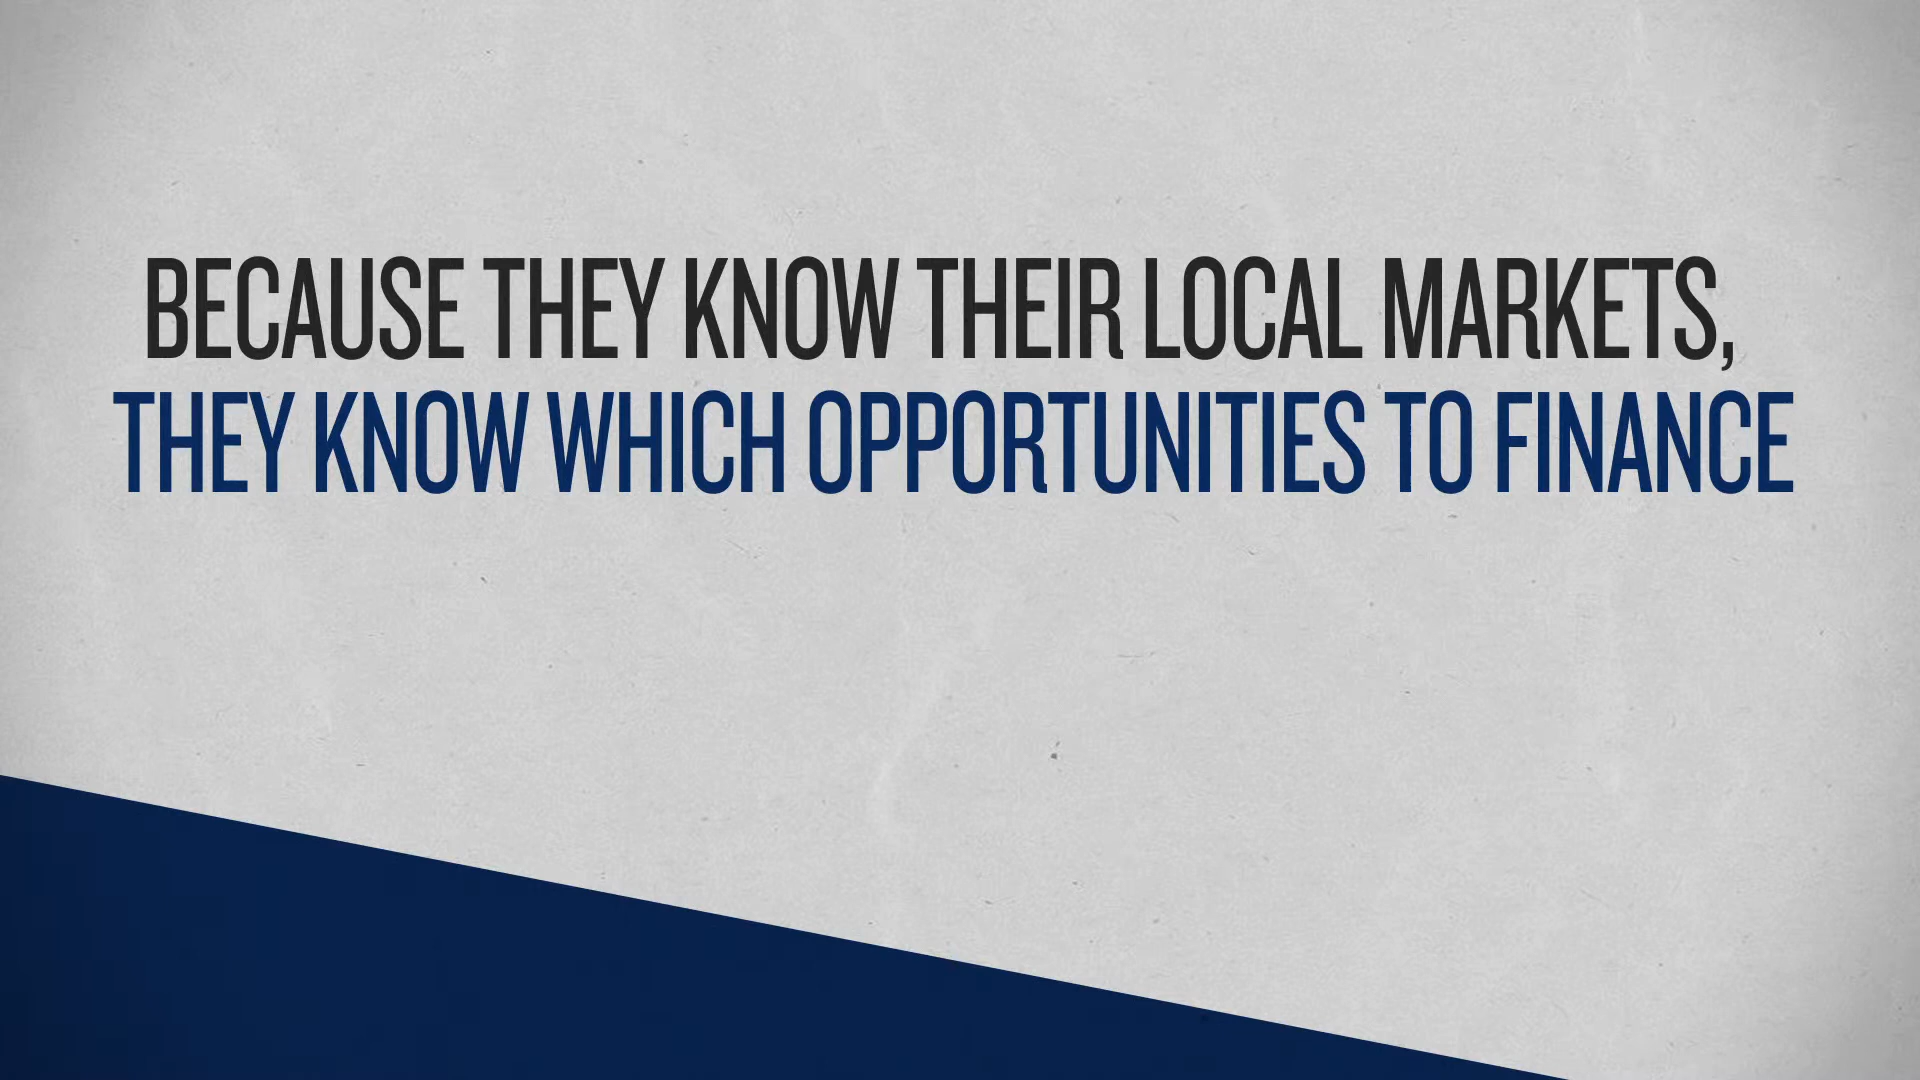 BECAUSE THEY KNOW THEIR LOCAL MARKETS,
THEY KNOW WHICH OPPORTUNITIES TO FINANCE